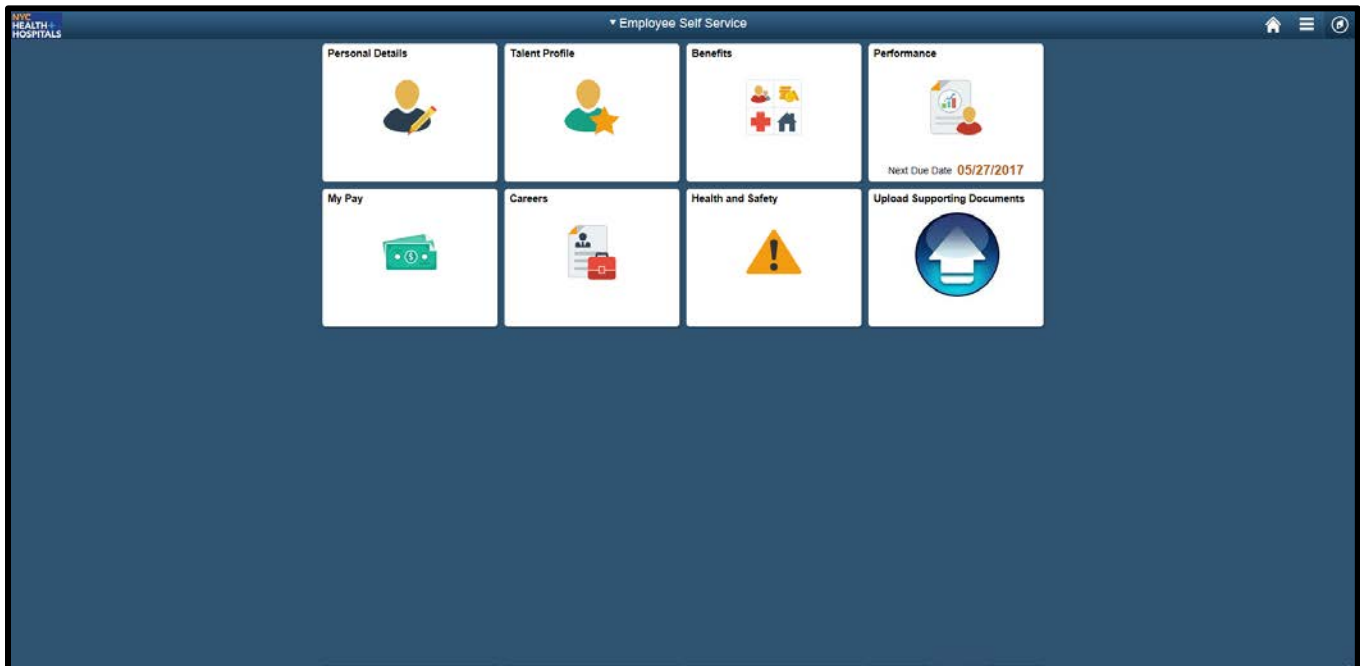 NYC
HEALTH+
HOSPITALS
Employee Self Service
Personal Details
Talent Profile
Benefits
Performance
Next Due Date 05/27/2017
My Pay
Careers
Health and Safety
Upload Supporting Documents